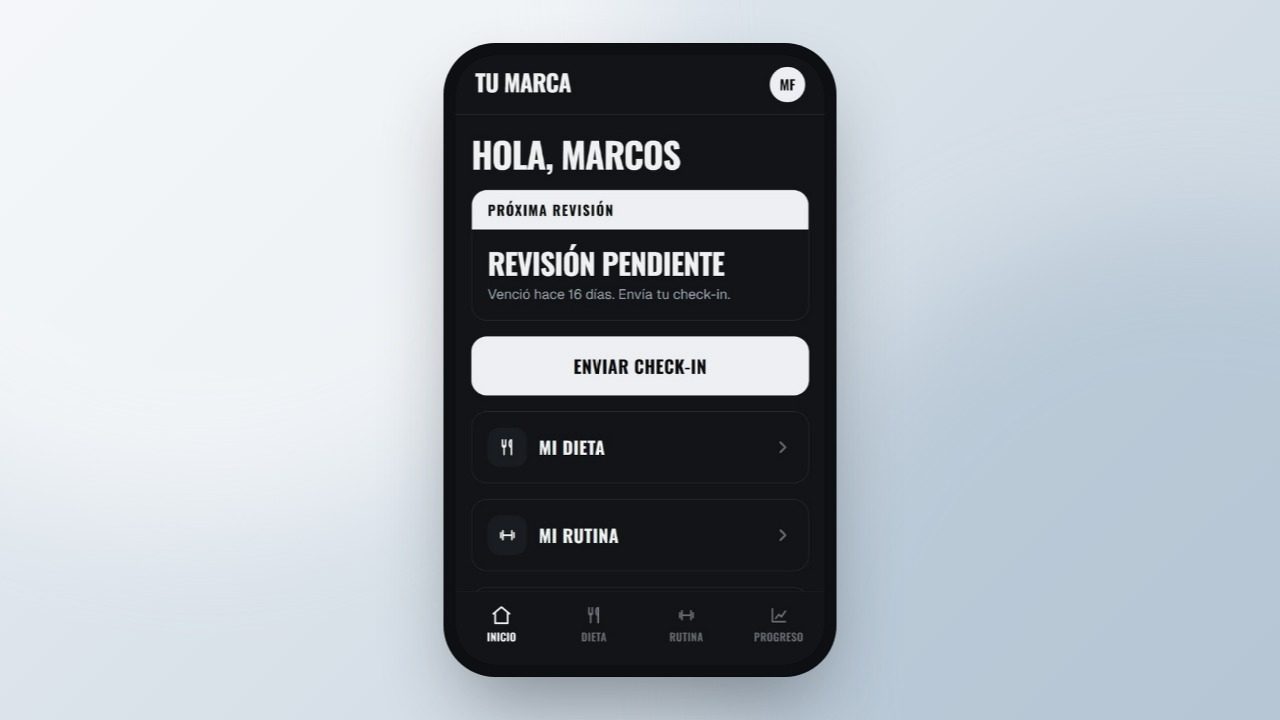 TU MARCA
MF
HOLA, MARCOS
PRÓXIMA REVISIÓN
REVISIÓN PENDIENTE
Venció hace 16 días. Envía tu check-in.
ENVIAR CHECK-IN
MI DIETA
MI RUTINA
INICIO
DIETA
RUTINA
PROGRESO